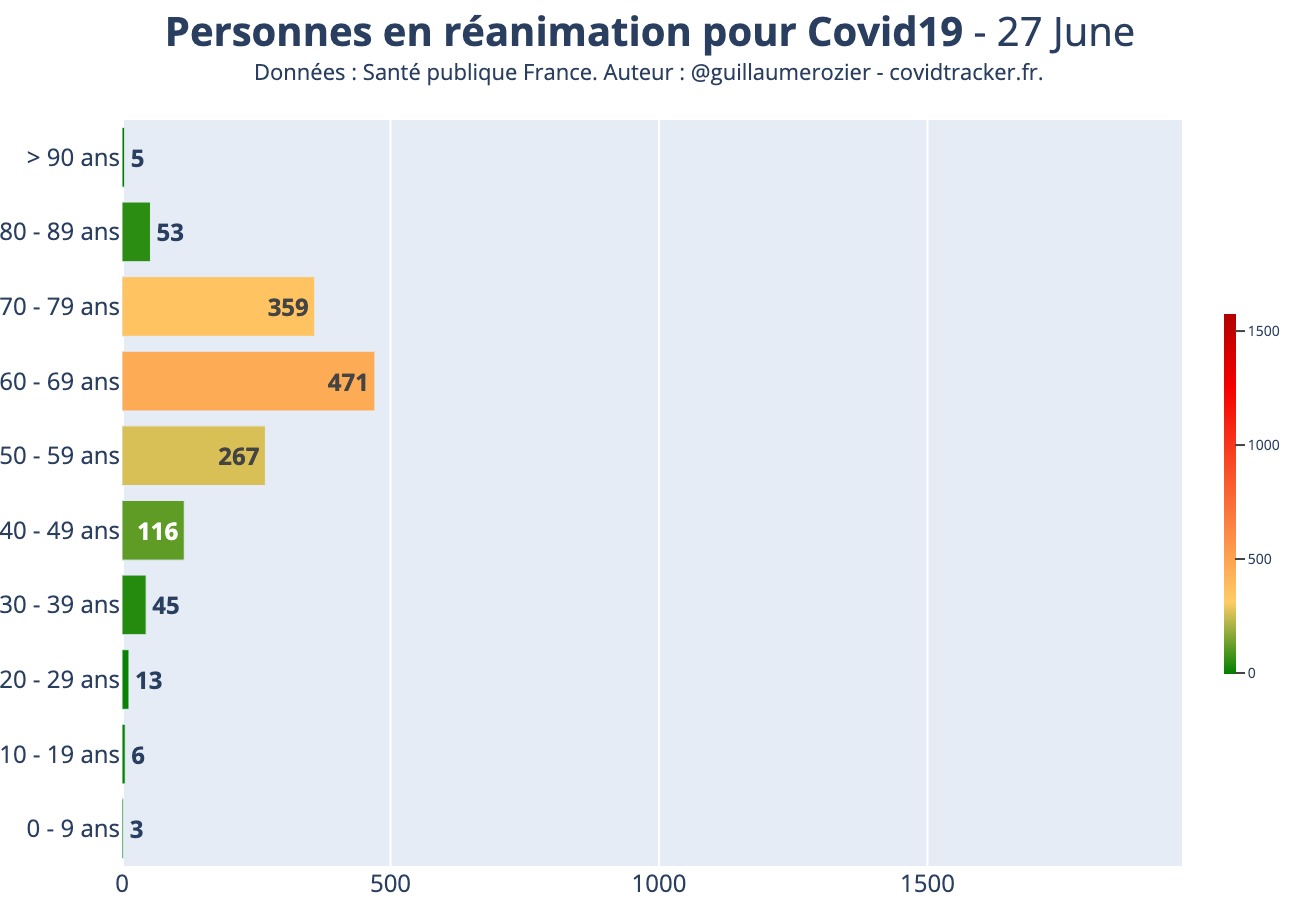 Personnes en réanimation pour Covid19 - 27 June
Données : Santé publique France. Auteur : @guillaumerozier - covidtracker.fr.
> 90 ans 5
80 - 89 ans 53
70 - 79 ans 359
60 - 69 ans 471
50 - 59 ans 267
40 - 49 ans 116
30 - 39 ans 45
20 - 29 ans 13
10 - 19 ans 6
0 - 9 ans 3
0 500 1000 1500
1500
1000
500
0